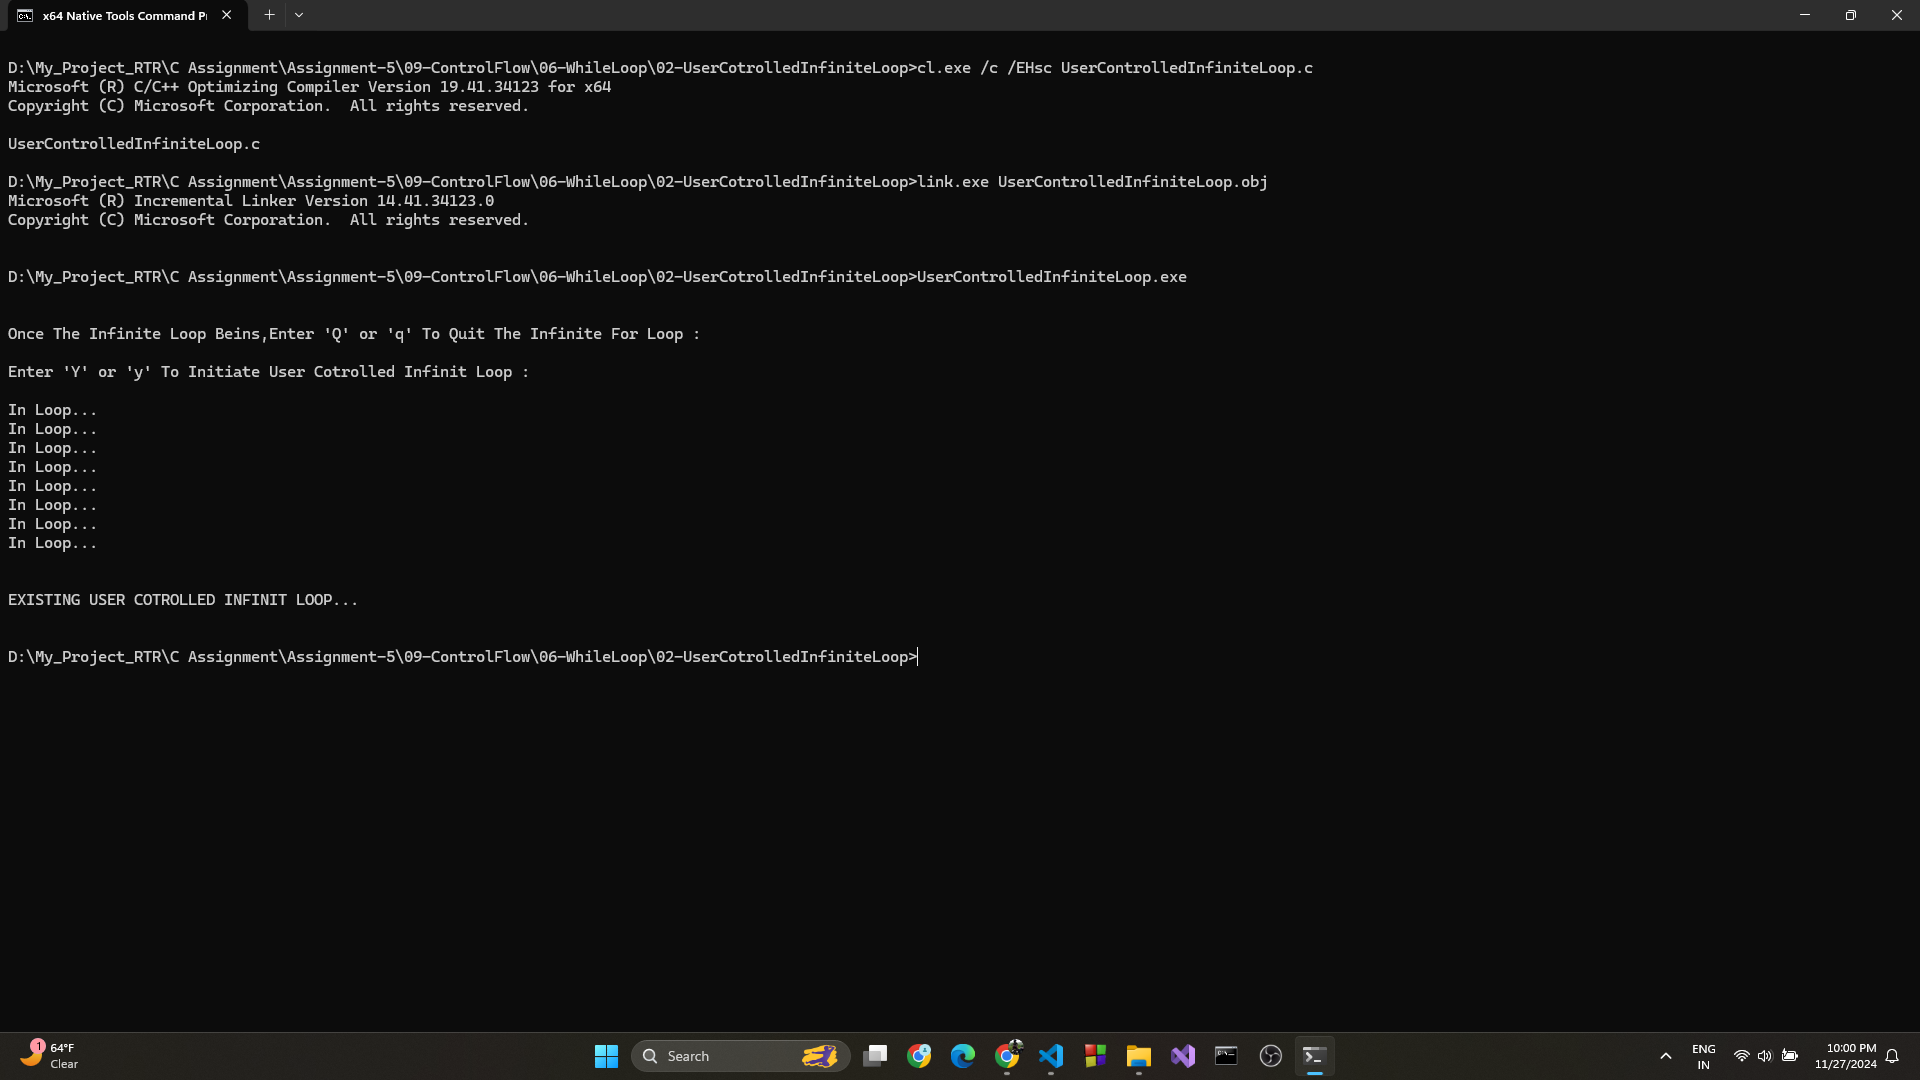 x64 Native Tools Command P
D:\My_Project_RTR\C Assignment\Assignment-5\09-ControlFlow\06-WhileLoop\02-UserCotrolledInfiniteLoop>cl.exe /c /EHsc UserControlledInfiniteLoop.c
Microsoft (R) C/C++ Optimizing Compiler Version 19.41.34123 for x64
Copyright (C) Microsoft Corporation.  All rights reserved.
UserControlledInfiniteLoop.c
D:\My_Project_RTR\C Assignment\Assignment-5\09-ControlFlow\06-WhileLoop\02-UserCotrolledInfiniteLoop>link.exe UserControlledInfiniteLoop.obj
Microsoft (R) Incremental Linker Version 14.41.34123.0
Copyright (C) Microsoft Corporation.  All rights reserved.
D:\My_Project_RTR\C Assignment\Assignment-5\09-ControlFlow\06-WhileLoop\02-UserCotrolledInfiniteLoop>UserControlledInfiniteLoop.exe
Once The Infinite Loop Beins,Enter 'Q' or 'q' To Quit The Infinite For Loop :
Enter 'Y' or 'y' To Initiate User Cotrolled Infinit Loop :
In Loop...
In Loop...
In Loop...
In Loop...
In Loop...
In Loop...
In Loop...
In Loop...
EXISTING USER COTROLLED INFINIT LOOP...
D:\My_Project_RTR\C Assignment\Assignment-5\09-ControlFlow\06-WhileLoop\02-UserCotrolledInfiniteLoop>
1
64°F
Clear
Search
ENG
IN
10:00 PM
11/27/2024